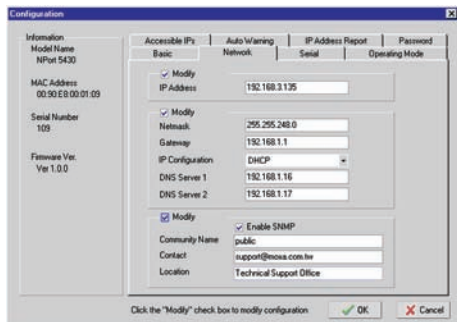 Configuration
Information
Model Name
NPort 5430
MAC Address
00:90:E8:00:01:09
Serial Number
109
Firmware Ver.
Ver 1.0.0
Accessible IPs
Auto Warning
IP Address Report
Password
Basic
Network
Serial
Operating Mode
Modify
IP Address
192.168.3.135
Modify
Netmask
255.255.248.0
Gateway
192.168.1.1
IP Configuration
DHCP
DNS Server 1
192.168.1.16
DNS Server 2
192.168.1.17
Modify
Enable SNMP
Community Name
public
Contact
support@moxa.com.tw
Location
Technical Support Office
Click the "Modify" check box to modify configuration
OK
Cancel